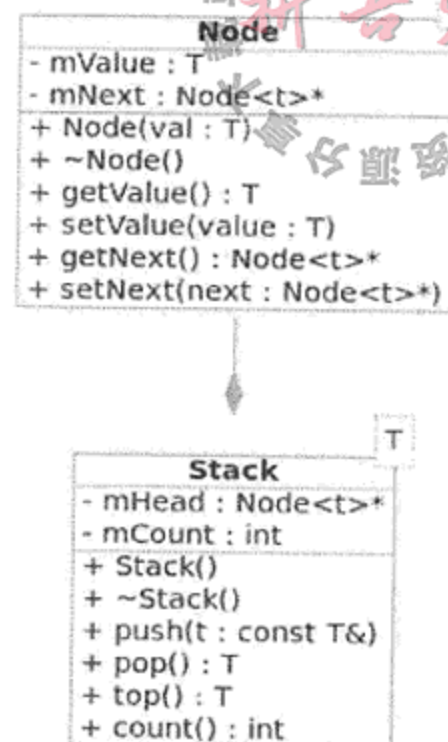 Node
- mValue : T
- mNext : Node<t>*
+ Node(val : T)
+ ~Node()
+ getValue() : T
+ setValue(value : T)
+ getNext() : Node<t>*
+ setNext(next : Node<t>*)
T
Stack
- mHead : Node<t>*
- mCount : int
+ Stack()
+ ~Stack()
+ push(t : const T&)
+ pop() : T
+ top() : T
+ count() : int